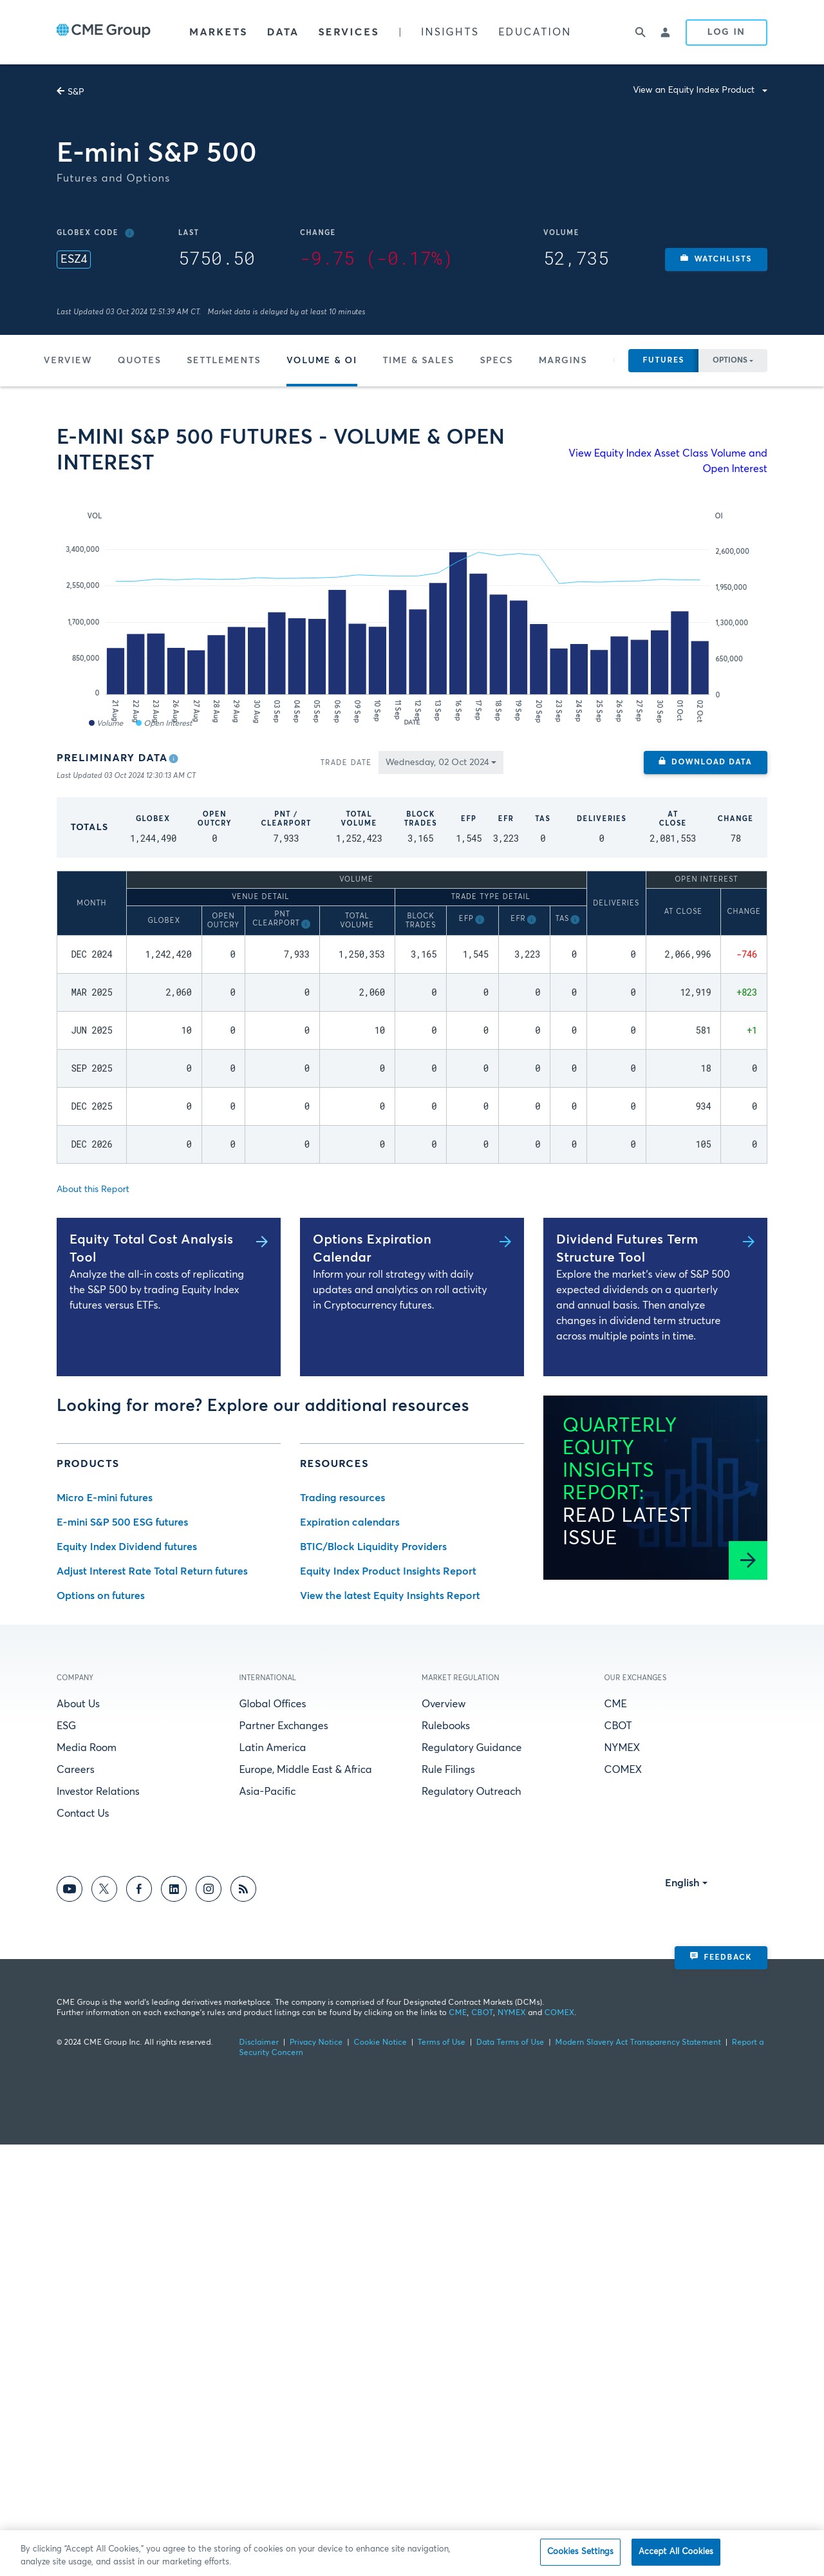 CME Group
MARKETS DATA SERVICES | INSIGHTS EDUCATION
LOG IN
S&P
View an Equity Index Product
E-mini S&P 500
Futures and Options
GLOBEX CODE LAST CHANGE VOLUME
ESZ4 5750.50 -9.75 (-0.17%) 52,735
WATCHLISTS
Last Updated 03 Oct 2024 12:51:39 AM CT. Market data is delayed by at least 10 minutes
VERVIEW QUOTES SETTLEMENTS VOLUME & OI TIME & SALES SPECS MARGINS
FUTURES OPTIONS
E-MINI S&P 500 FUTURES - VOLUME & OPEN
INTEREST
View Equity Index Asset Class Volume and
Open Interest
VOL OI
3,400,000 2,600,000
2,550,000 1,950,000
1,700,000 1,300,000
850,000 650,000
0 0
21 Aug 22 Aug 23 Aug 26 Aug 27 Aug 28 Aug 29 Aug 30 Aug 03 Sep 04 Sep 05 Sep 06 Sep 09 Sep 10 Sep 11 Sep 12 Sep 13 Sep 16 Sep 17 Sep 18 Sep 19 Sep 20 Sep 23 Sep 24 Sep 25 Sep 26 Sep 27 Sep 30 Sep 01 Oct 02 Oct
Volume Open Interest DATE
PRELIMINARY DATA
Last Updated 03 Oct 2024 12:30:13 AM CT
TRADE DATE Wednesday, 02 Oct 2024
DOWNLOAD DATA
TOTALS
GLOBEX OPEN OUTCRY PNT / CLEARPORT TOTAL VOLUME BLOCK TRADES EFP EFR TAS DELIVERIES AT CLOSE CHANGE
1,244,490 0 7,933 1,252,423 3,165 1,545 3,223 0 0 2,081,553 78
MONTH VOLUME DELIVERIES OPEN INTEREST
VENUE DETAIL TRADE TYPE DETAIL AT CLOSE CHANGE
GLOBEX OPEN OUTCRY PNT CLEARPORT TOTAL VOLUME BLOCK TRADES EFP EFR TAS
DEC 2024 1,242,420 0 7,933 1,250,353 3,165 1,545 3,223 0 0 2,066,996 -746
MAR 2025 2,060 0 0 2,060 0 0 0 0 0 12,919 +823
JUN 2025 10 0 0 10 0 0 0 0 0 581 +1
SEP 2025 0 0 0 0 0 0 0 0 0 18 0
DEC 2025 0 0 0 0 0 0 0 0 0 934 0
DEC 2026 0 0 0 0 0 0 0 0 0 105 0
About this Report
Equity Total Cost Analysis
Tool
Analyze the all-in costs of replicating
the S&P 500 by trading Equity Index
futures versus ETFs.
Options Expiration
Calendar
Inform your roll strategy with daily
updates and analytics on roll activity
in Cryptocurrency futures.
Dividend Futures Term
Structure Tool
Explore the market's view of S&P 500
expected dividends on a quarterly
and annual basis. Then analyze
changes in dividend term structure
across multiple points in time.
Looking for more? Explore our additional resources
PRODUCTS
Micro E-mini futures
E-mini S&P 500 ESG futures
Equity Index Dividend futures
Adjust Interest Rate Total Return futures
Options on futures
RESOURCES
Trading resources
Expiration calendars
BTIC/Block Liquidity Providers
Equity Index Product Insights Report
View the latest Equity Insights Report
QUARTERLY
EQUITY
INSIGHTS
REPORT:
READ LATEST
ISSUE
COMPANY
About Us
ESG
Media Room
Careers
Investor Relations
Contact Us
INTERNATIONAL
Global Offices
Partner Exchanges
Latin America
Europe, Middle East & Africa
Asia-Pacific
MARKET REGULATION
Overview
Rulebooks
Regulatory Guidance
Rule Filings
Regulatory Outreach
OUR EXCHANGES
CME
CBOT
NYMEX
COMEX
English
FEEDBACK
CME Group is the world's leading derivatives marketplace. The company is comprised of four Designated Contract Markets (DCMs).
Further information on each exchange's rules and product listings can be found by clicking on the links to CME, CBOT, NYMEX and COMEX.
© 2024 CME Group Inc. All rights reserved.
Disclaimer | Privacy Notice | Cookie Notice | Terms of Use | Data Terms of Use | Modern Slavery Act Transparency Statement | Report a
Security Concern
By clicking "Accept All Cookies," you agree to the storing of cookies on your device to enhance site navigation,
analyze site usage, and assist in our marketing efforts.
Cookies Settings
Accept All Cookies